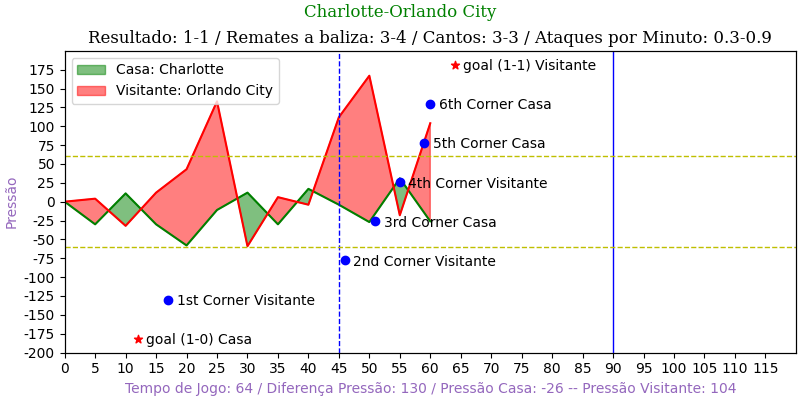 Charlotte-Orlando City
Resultado: 1-1 / Remates a baliza: 3-4 / Cantos: 3-3 / Ataques por Minuto: 0.3-0.9
Casa: Charlotte
Visitante: Orlando City
goal (1-1) Visitante
6th Corner Casa
5th Corner Casa
4th Corner Visitante
3rd Corner Casa
2nd Corner Visitante
1st Corner Visitante
goal (1-0) Casa
Pressão
175
150
125
100
75
50
25
0
-25
-50
-75
-100
-125
-150
-175
-200
0 5 10 15 20 25 30 35 40 45 50 55 60 65 70 75 80 85 90 95 100 105 110 115
Tempo de Jogo: 64 / Diferença Pressão: 130 / Pressão Casa: -26 -- Pressão Visitante: 104